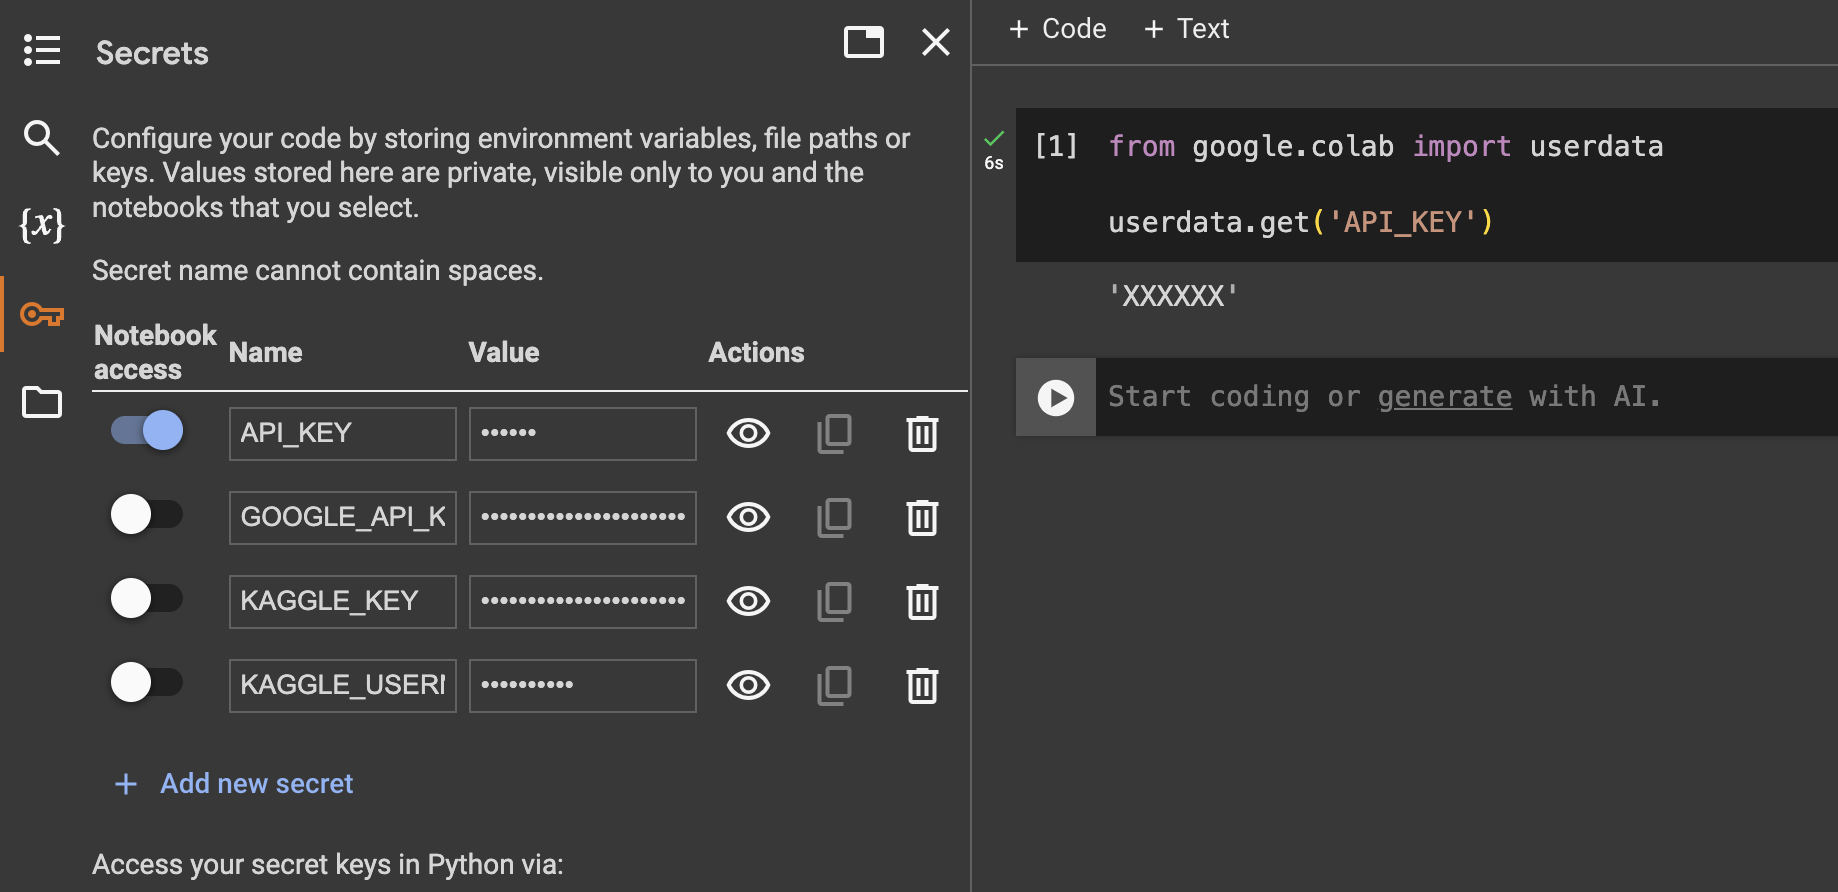 Secrets
Configure your code by storing environment variables, file paths or
keys. Values stored here are private, visible only to you and the
notebooks that you select.
Secret name cannot contain spaces.
Notebook access Name Value Actions
API_KEY ••••••
GOOGLE_API_K •••••••••••••••••••••
KAGGLE_KEY •••••••••••••••••••••
KAGGLE_USER ••••••••••
+ Add new secret
Access your secret keys in Python via:
{x}
+ Code + Text
6s
[1] from google.colab import userdata
userdata.get('API_KEY')
'XXXXXX'
Start coding or generate with AI.